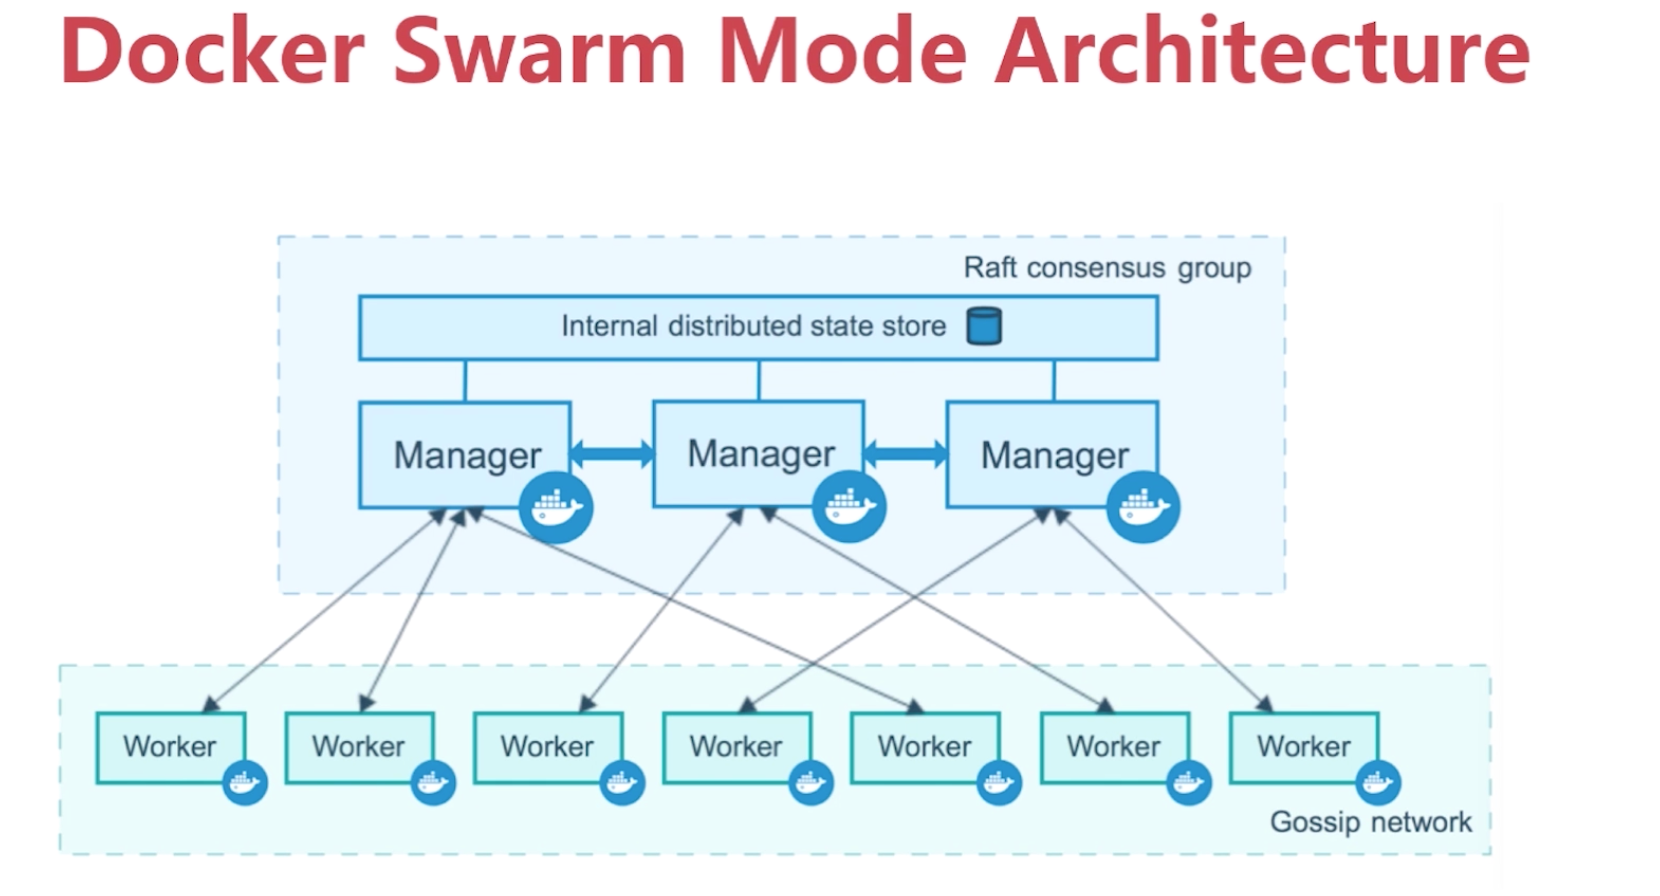 Docker Swarm Mode Architecture
Raft consensus group
Internal distributed state store
Manager
Manager
Manager
Worker
Worker
Worker
Worker
Worker
Worker
Worker
Gossip network